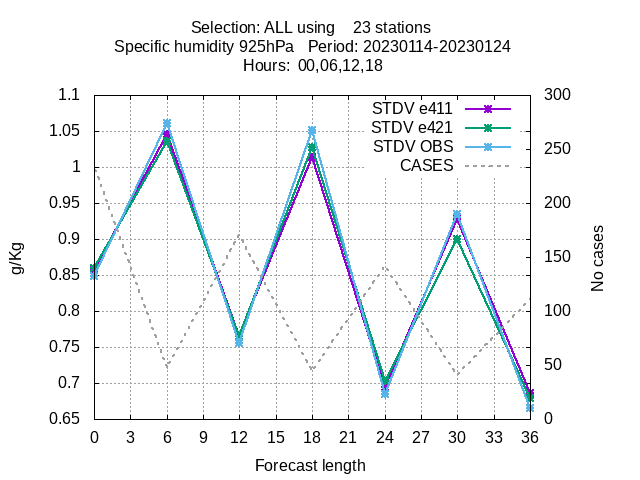 Selection: ALL using    23 stations
Specific humidity 925hPa   Period: 20230114-20230124
Hours:  00,06,12,18
STDV e411
STDV e421
STDV OBS
CASES
1.1
1.05
1
0.95
0.9
0.85
0.8
0.75
0.7
0.65
g/Kg
300
250
200
150
100
50
0
No cases
0 3 6 9 12 15 18 21 24 27 30 33 36
Forecast length